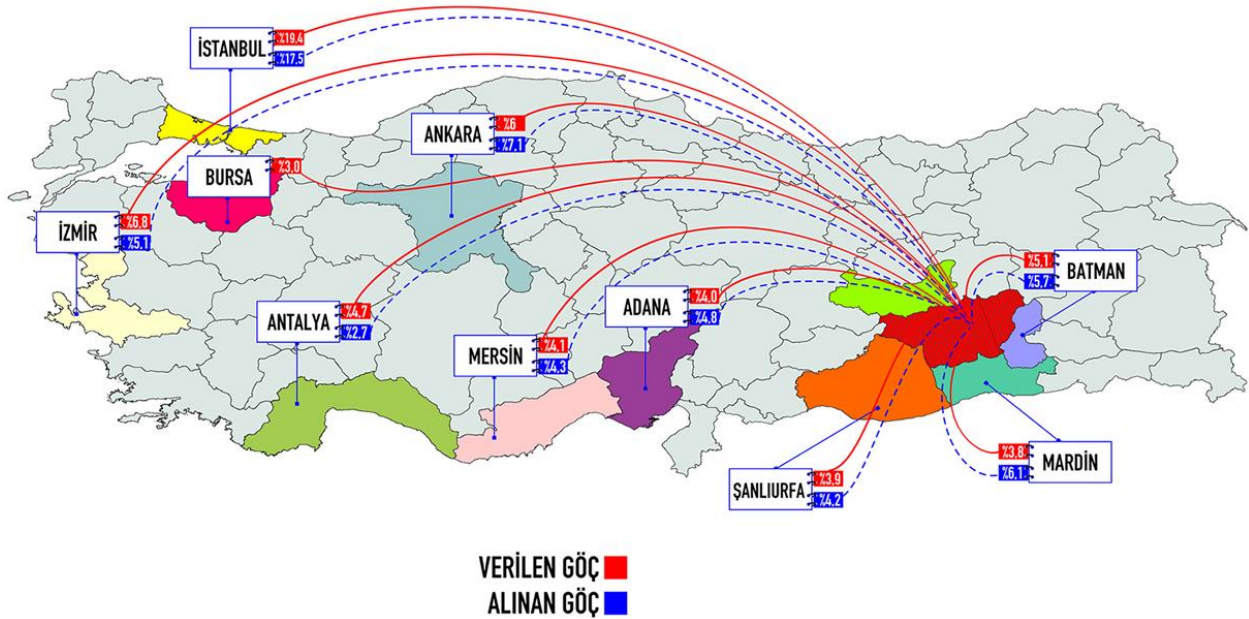 İSTANBUL
%19.4
%17.5
ANKARA
%6
%7.1
BURSA
%3.0
İZMİR
%6.8
%5.1
BATMAN
%5.1
%5.7
ANTALYA
%4.7
%2.7
ADANA
%4.0
%4.8
MERSİN
%4.1
%4.3
MARDİN
%3.8
%6.1
ŞANLIURFA
%3.9
%4.2
VERİLEN GÖÇ
ALINAN GÖÇ